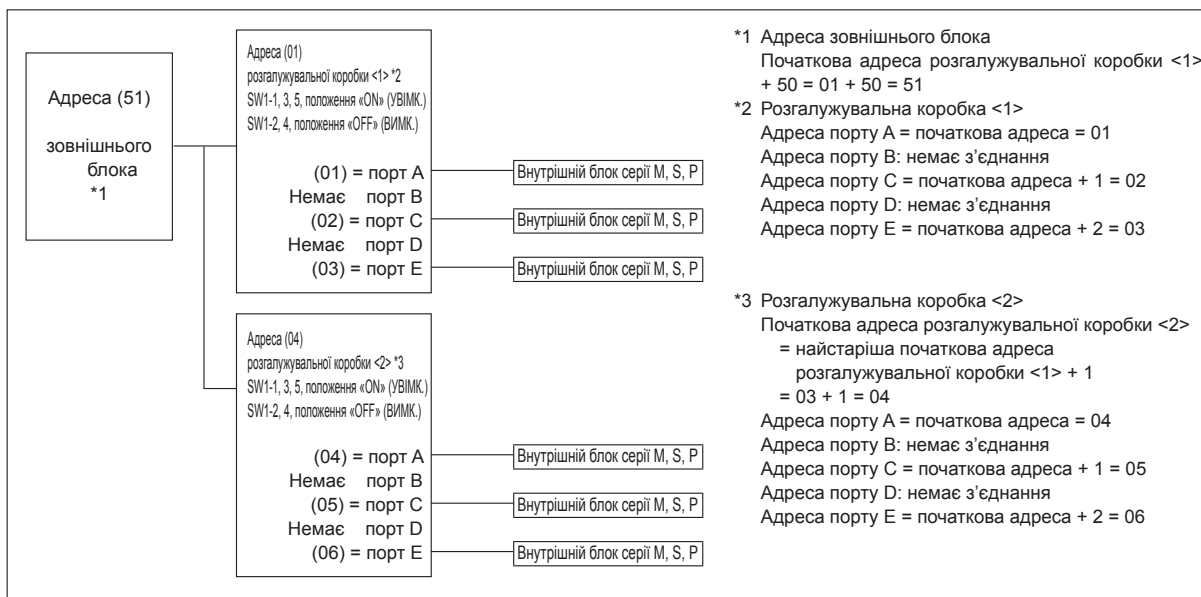 Адреса (51)
зовнішнього
блока
*1
Адреса (01)
розгалужувальної коробки <1> *2
SW1-1, 3, 5, положення «ON» (УВІМК.)
SW1-2, 4, положення «OFF» (ВИМК.)
(01) = порт A
Немає порт B
(02) = порт C
Немає порт D
(03) = порт E
Внутрішній блок серії M, S, P
Внутрішній блок серії M, S, P
Внутрішній блок серії M, S, P
Адреса (04)
розгалужувальної коробки <2> *3
SW1-1, 3, 5, положення «ON» (УВІМК.)
SW1-2, 4, положення «OFF» (ВИМК.)
(04) = порт A
Немає порт B
(05) = порт C
Немає порт D
(06) = порт E
Внутрішній блок серії M, S, P
Внутрішній блок серії M, S, P
Внутрішній блок серії M, S, P
*1 Адреса зовнішнього блока
Початкова адреса розгалужувальної коробки <1>
+ 50 = 01 + 50 = 51
*2 Розгалужувальна коробка <1>
Адреса порту A = початкова адреса = 01
Адреса порту B: немає з’єднання
Адреса порту C = початкова адреса + 1 = 02
Адреса порту D: немає з’єднання
Адреса порту E = початкова адреса + 2 = 03
*3 Розгалужувальна коробка <2>
Початкова адреса розгалужувальної коробки <2>
= найстаріша початкова адреса
розгалужувальної коробки <1> + 1
= 03 + 1 = 04
Адреса порту A = початкова адреса = 04
Адреса порту B: немає з’єднання
Адреса порту C = початкова адреса + 1 = 05
Адреса порту D: немає з’єднання
Адреса порту E = початкова адреса + 2 = 06